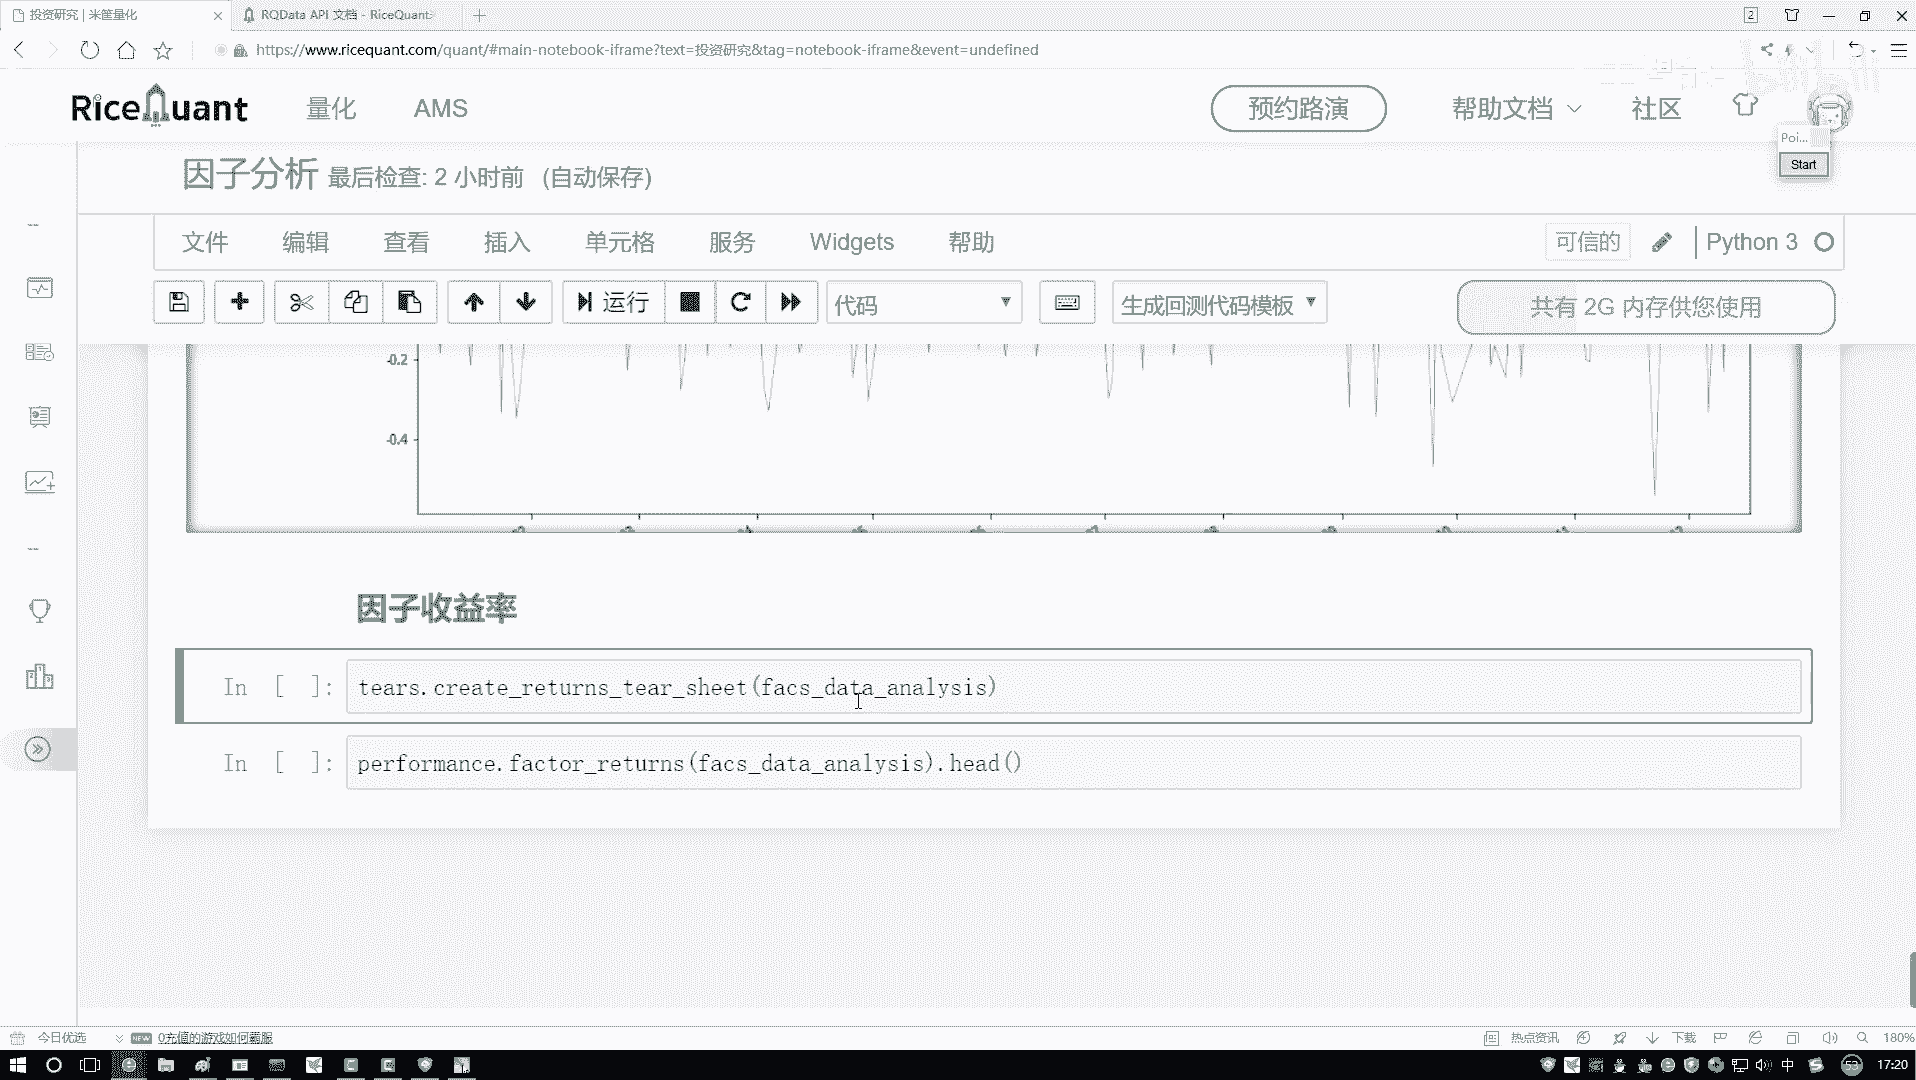 投资研究 | 米筐量化
RQData API 文档 - RiceQuant
2
https://www.ricequant.com/quant/#main-notebook-iframe?text=投资研究&tag=notebook-iframe&event=undefined
RiceQuant
量化
AMS
预约路演
帮助文档
社区
Poi...
Start
因子分析 最后检查: 2 小时前 (自动保存)
文件
编辑
查看
插入
单元格
服务
Widgets
帮助
可信的
Python 3
运行
代码
生成回测代码模板
共有 2G 内存供您使用
-0.2
-0.4
因子收益率
In [ ]: tears.create_returns_tear_sheet(facs_data_analysis)
In [ ]: performance.factor_returns(facs_data_analysis).head()
今日优选
NEW
0充值的游戏如何霸服
热点资讯
下载
180%
中
53
17:20